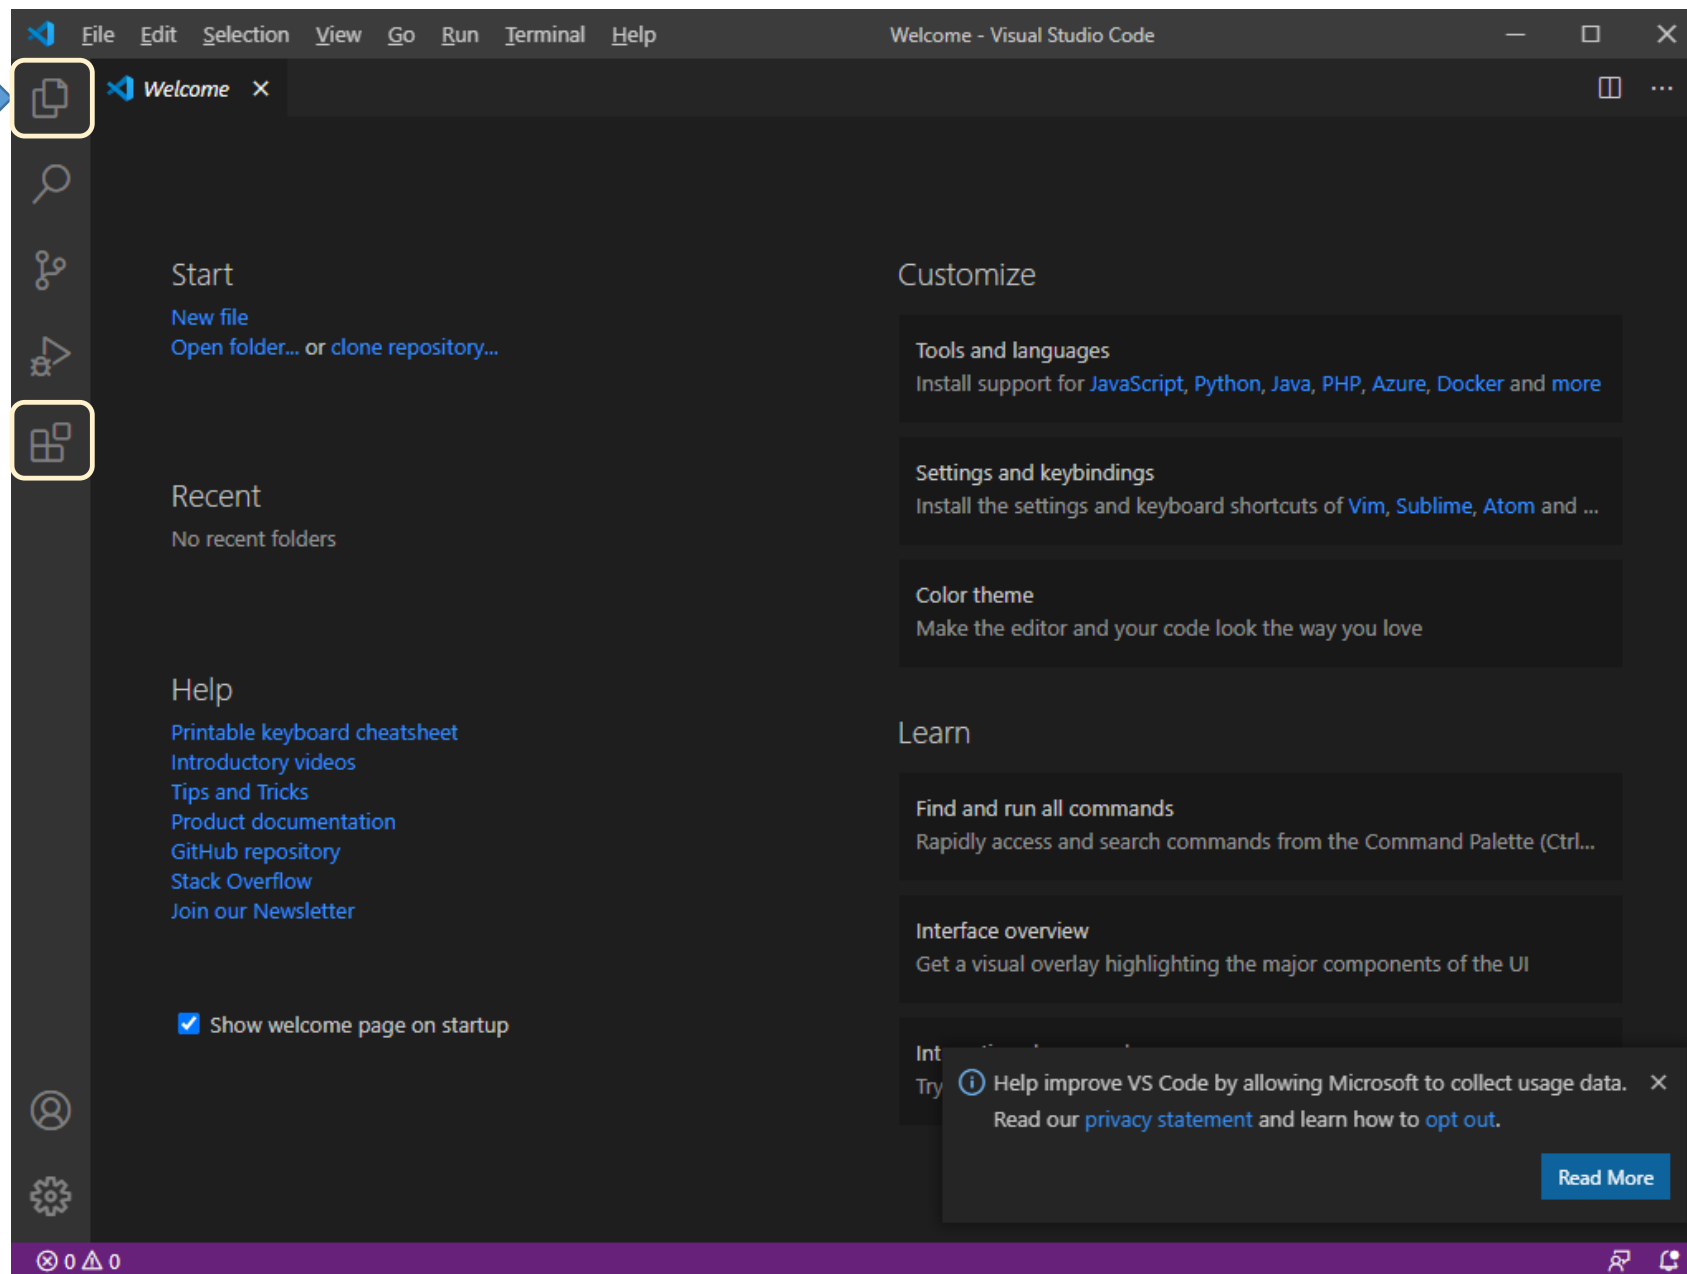 File Edit Selection View Go Run Terminal Help
Welcome - Visual Studio Code
Welcome
Start
New file
Open folder... or clone repository...
Recent
No recent folders
Help
Printable keyboard cheatsheet
Introductory videos
Tips and Tricks
Product documentation
GitHub repository
Stack Overflow
Join our Newsletter
Show welcome page on startup
Customize
Tools and languages
Install support for JavaScript, Python, Java, PHP, Azure, Docker and more
Settings and keybindings
Install the settings and keyboard shortcuts of Vim, Sublime, Atom and ...
Color theme
Make the editor and your code look the way you love
Learn
Find and run all commands
Rapidly access and search commands from the Command Palette (Ctrl...
Interface overview
Get a visual overlay highlighting the major components of the UI
Try
Help improve VS Code by allowing Microsoft to collect usage data.
Read our privacy statement and learn how to opt out.
Read More
0 0